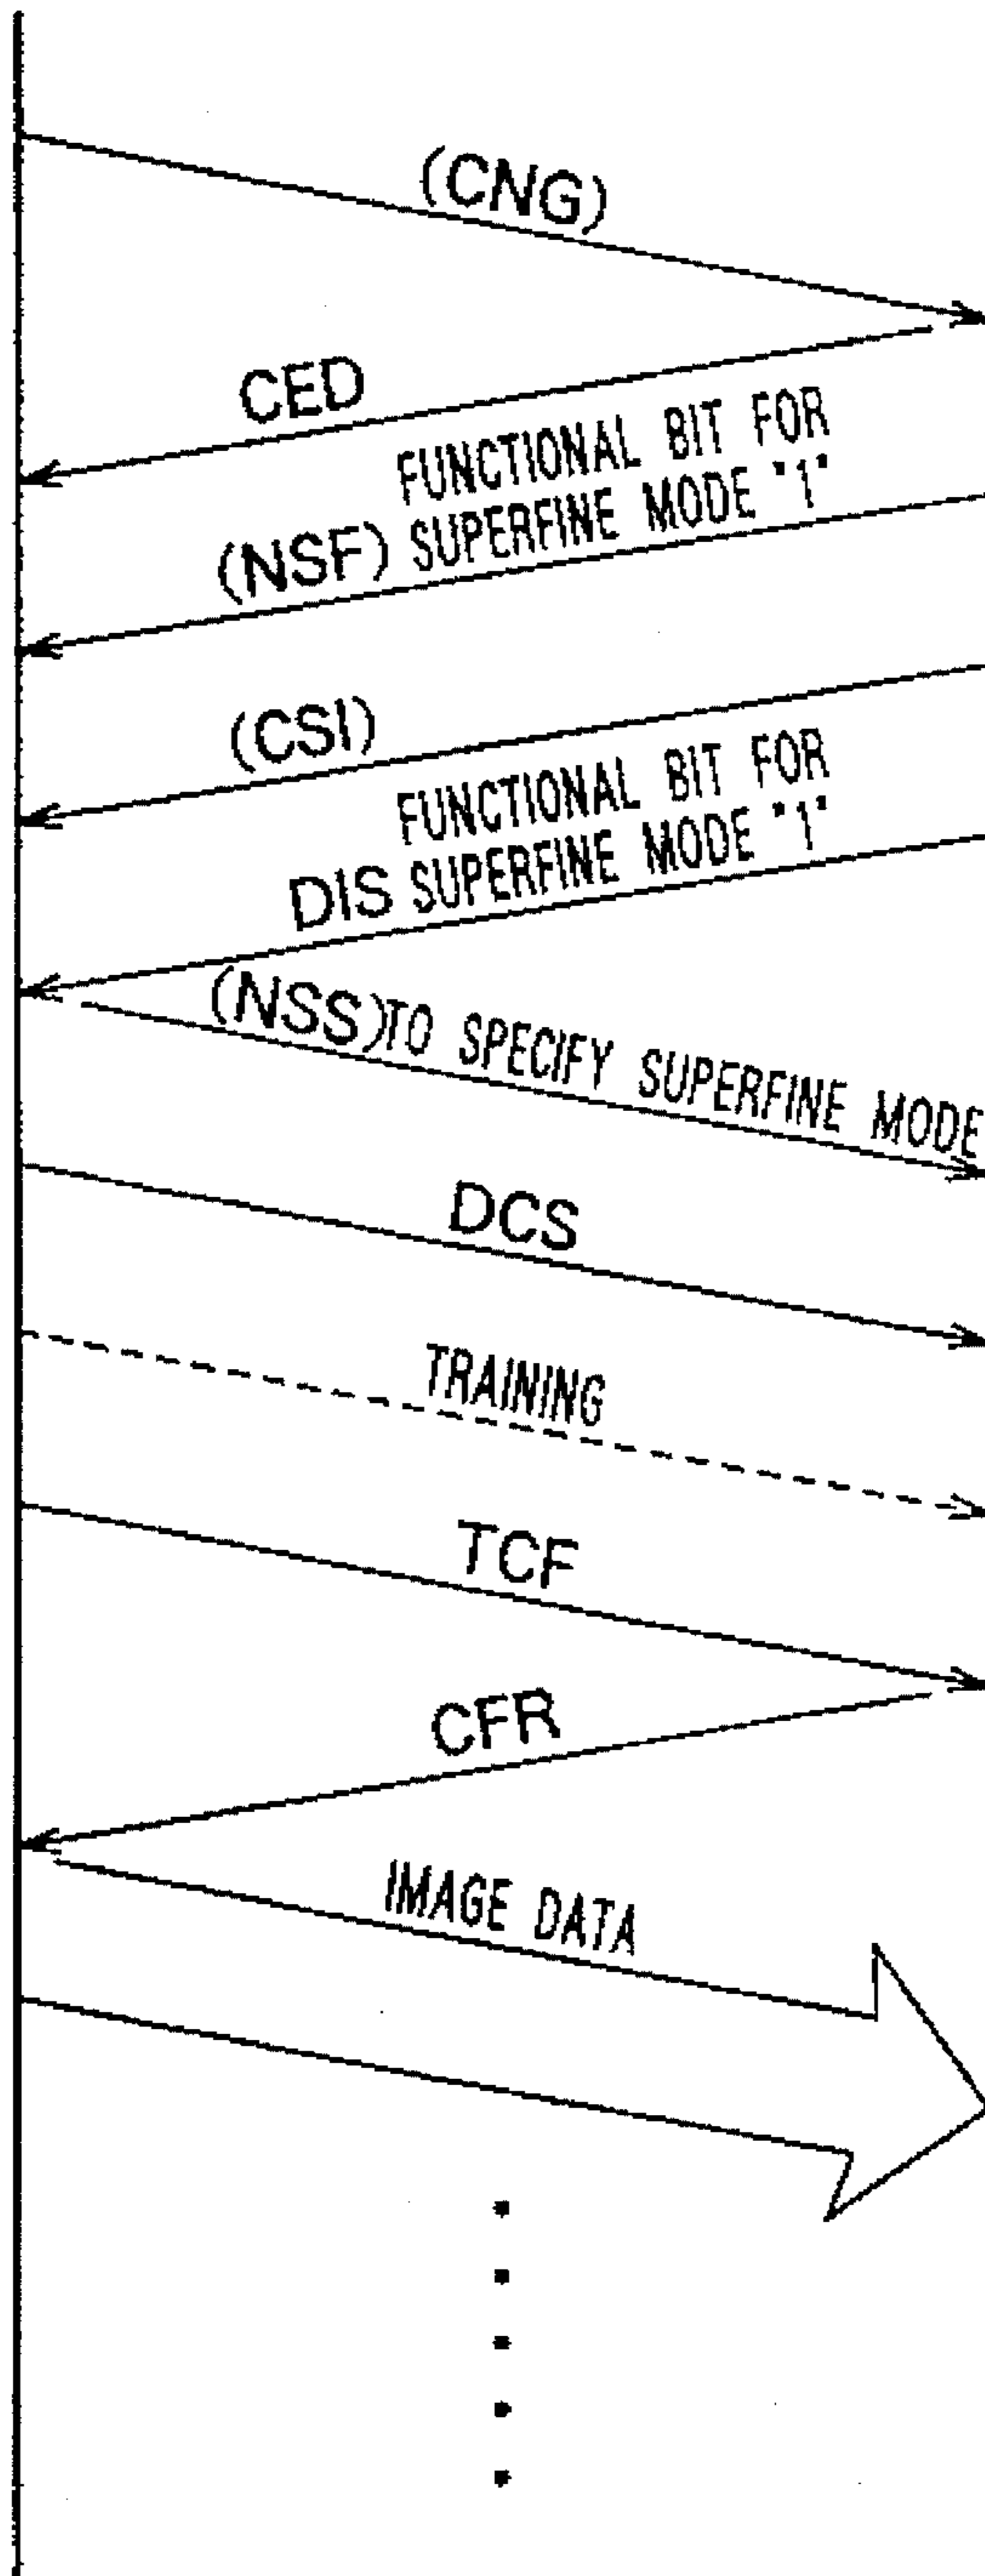 (CNG)
CED
FUNCTIONAL BIT FOR
(NSF) SUPERFINE MODE "1"
(CSI)
FUNCTIONAL BIT FOR
DIS SUPERFINE MODE "1"
(NSS) TO SPECIFY SUPERFINE MODE
DCS
TRAINING
TCF
CFR
IMAGE DATA